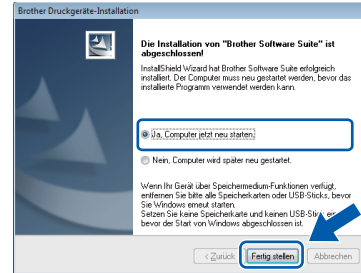 Brother Druckgeräte-Installation
Die Installation von "Brother Software Suite" ist
abgeschlossen!
InstallShield Wizard hat Brother Software Suite erfolgreich
installiert. Der Computer muss neu gestartet werden, bevor das
installierte Programm verwendet werden kann.
Ja, Computer jetzt neu starten.
Nein, Computer wird später neu gestartet.
Wenn Ihr Gerät über Speichermedium-Funktionen verfügt,
entfernen Sie bitte alle Speicherkarten oder USB-Sticks, bevor
Sie Windows erneut starten.
Setzen Sie keine Speicherkarte und keinen USB-Stick
bevor der Start von Windows abgeschlossen ist.
< Zurück
Fertig stellen
Abbrechen